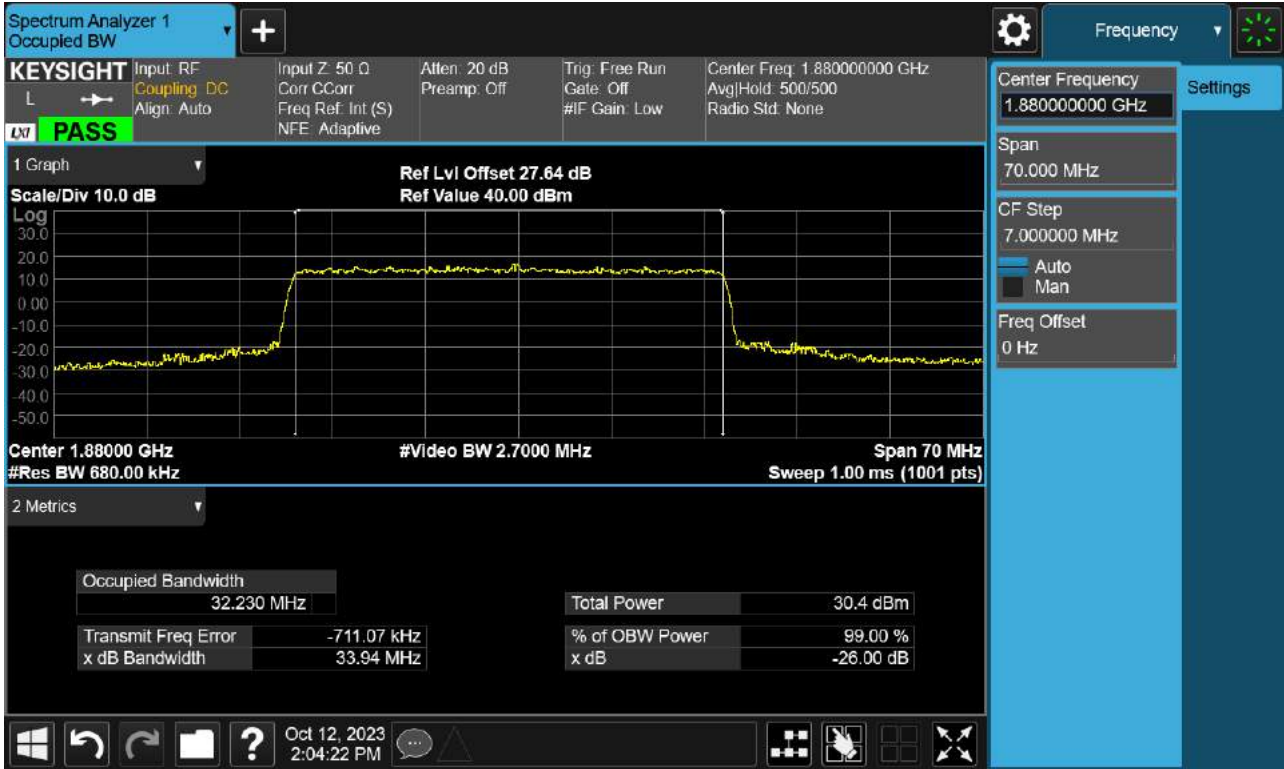 Spectrum Analyzer 1
Occupied BW
Frequency
KEYSIGHT
L
LXI
PASS
Input: RF
Coupling: DC
Align: Auto
Input Z: 50 Ω
Corr CCorr
Freq Ref: Int (S)
NFE: Adaptive
Atten: 20 dB
Preamp: Off
Trig: Free Run
Gate: Off
#IF Gain: Low
Center Freq: 1.880000000 GHz
Avg|Hold: 500/500
Radio Std: None
Center Frequency
1.880000000 GHz
Settings
Span
70.000 MHz
CF Step
7.000000 MHz
Auto
Man
Freq Offset
0 Hz
1 Graph
Scale/Div 10.0 dB
Ref Lvl Offset 27.64 dB
Ref Value 40.00 dBm
Log
30.0
20.0
10.0
0.00
-10.0
-20.0
-30.0
-40.0
-50.0
Center 1.88000 GHz
#Video BW 2.7000 MHz
Span 70 MHz
#Res BW 680.00 kHz
Sweep 1.00 ms (1001 pts)
2 Metrics
Occupied Bandwidth
32.230 MHz
Total Power 30.4 dBm
Transmit Freq Error -711.07 kHz
% of OBW Power 99.00 %
x dB Bandwidth 33.94 MHz
x dB -26.00 dB
?
Oct 12, 2023
2:04:22 PM